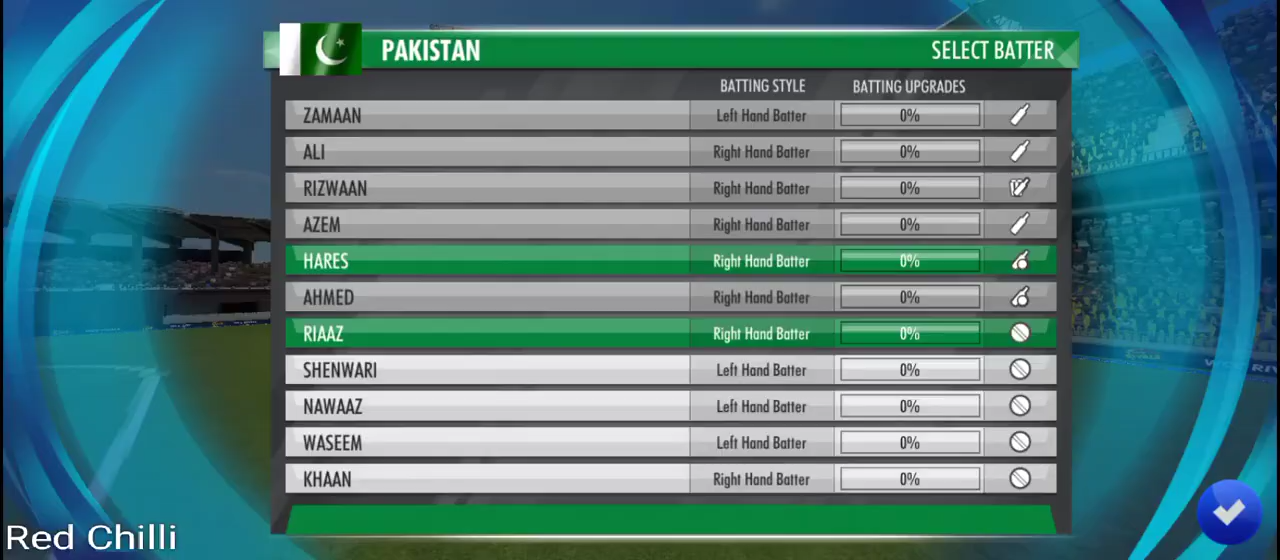 PAKISTAN SELECT BATTER
BATTING STYLE BATTING UPGRADES
ZAMAAN Left Hand Batter 0%
ALI Right Hand Batter 0%
RIZWAAN Right Hand Batter 0%
AZEM Right Hand Batter 0%
HARES Right Hand Batter 0%
AHMED Right Hand Batter 0%
RIAAZ Right Hand Batter 0%
SHENWARI Left Hand Batter 0%
NAWAAZ Left Hand Batter 0%
WASEEM Left Hand Batter 0%
KHAAN Right Hand Batter 0%
Red Chilli